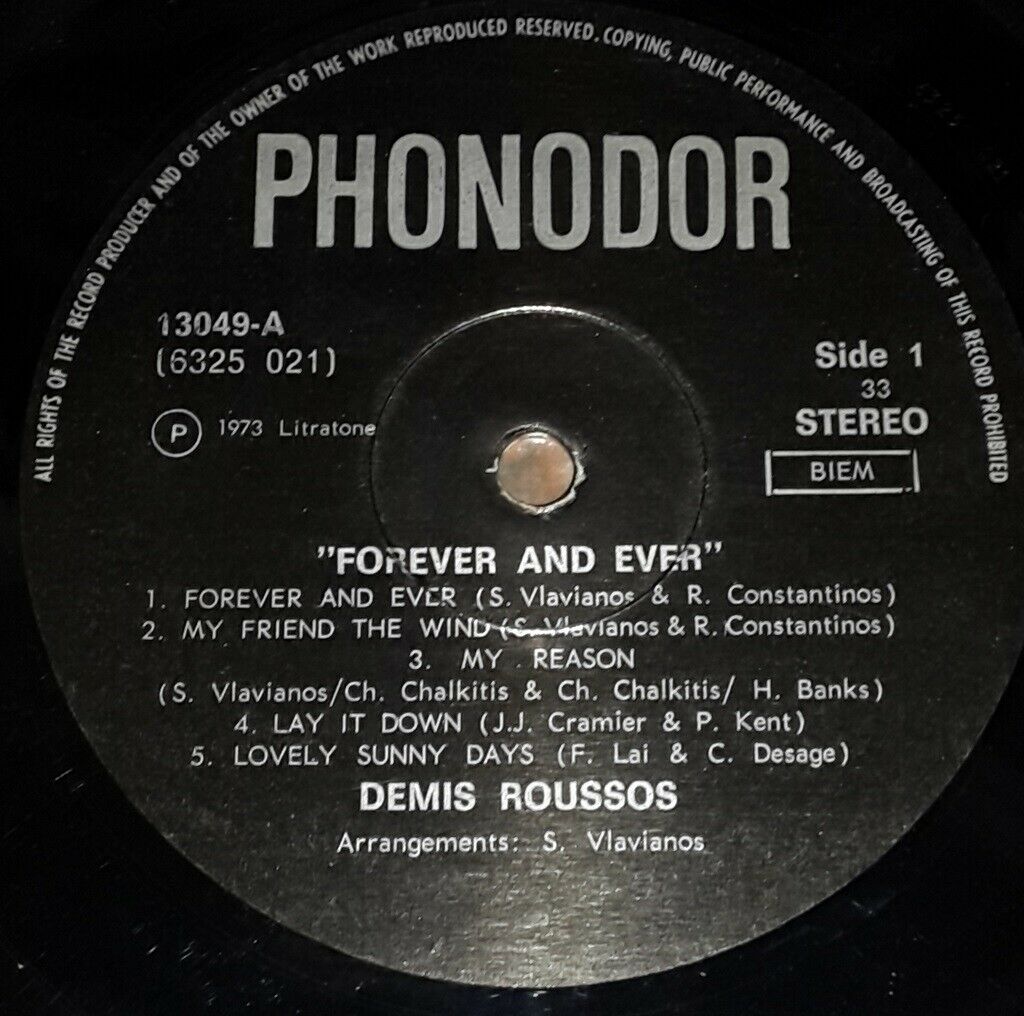 ALL RIGHTS OF THE RECORD PRODUCER AND OF THE OWNER OF THE WORK REPRODUCED RESERVED. COPYING, PUBLIC PERFORMANCE AND BROADCASTING OF THIS RECORD PROHIBITED
PHONODOR
13049-A
(6325 021)
Ⓟ 1973 Litratone
Side 1
33
STEREO
BIEM
"FOREVER AND EVER"
1. FOREVER AND EVER (S. Vlavianos & R. Constantinos)
2. MY FRIEND THE WIND (S. Vlavianos & R. Constantinos)
3. MY REASON
(S. Vlavianos/Ch. Chalkitis & Ch. Chalkitis/ H. Banks)
4. LAY IT DOWN (J.J. Cramier & P. Kent)
5. LOVELY SUNNY DAYS (F. Lai & C. Desage)
DEMIS ROUSSOS
Arrangements: S. Vlavianos